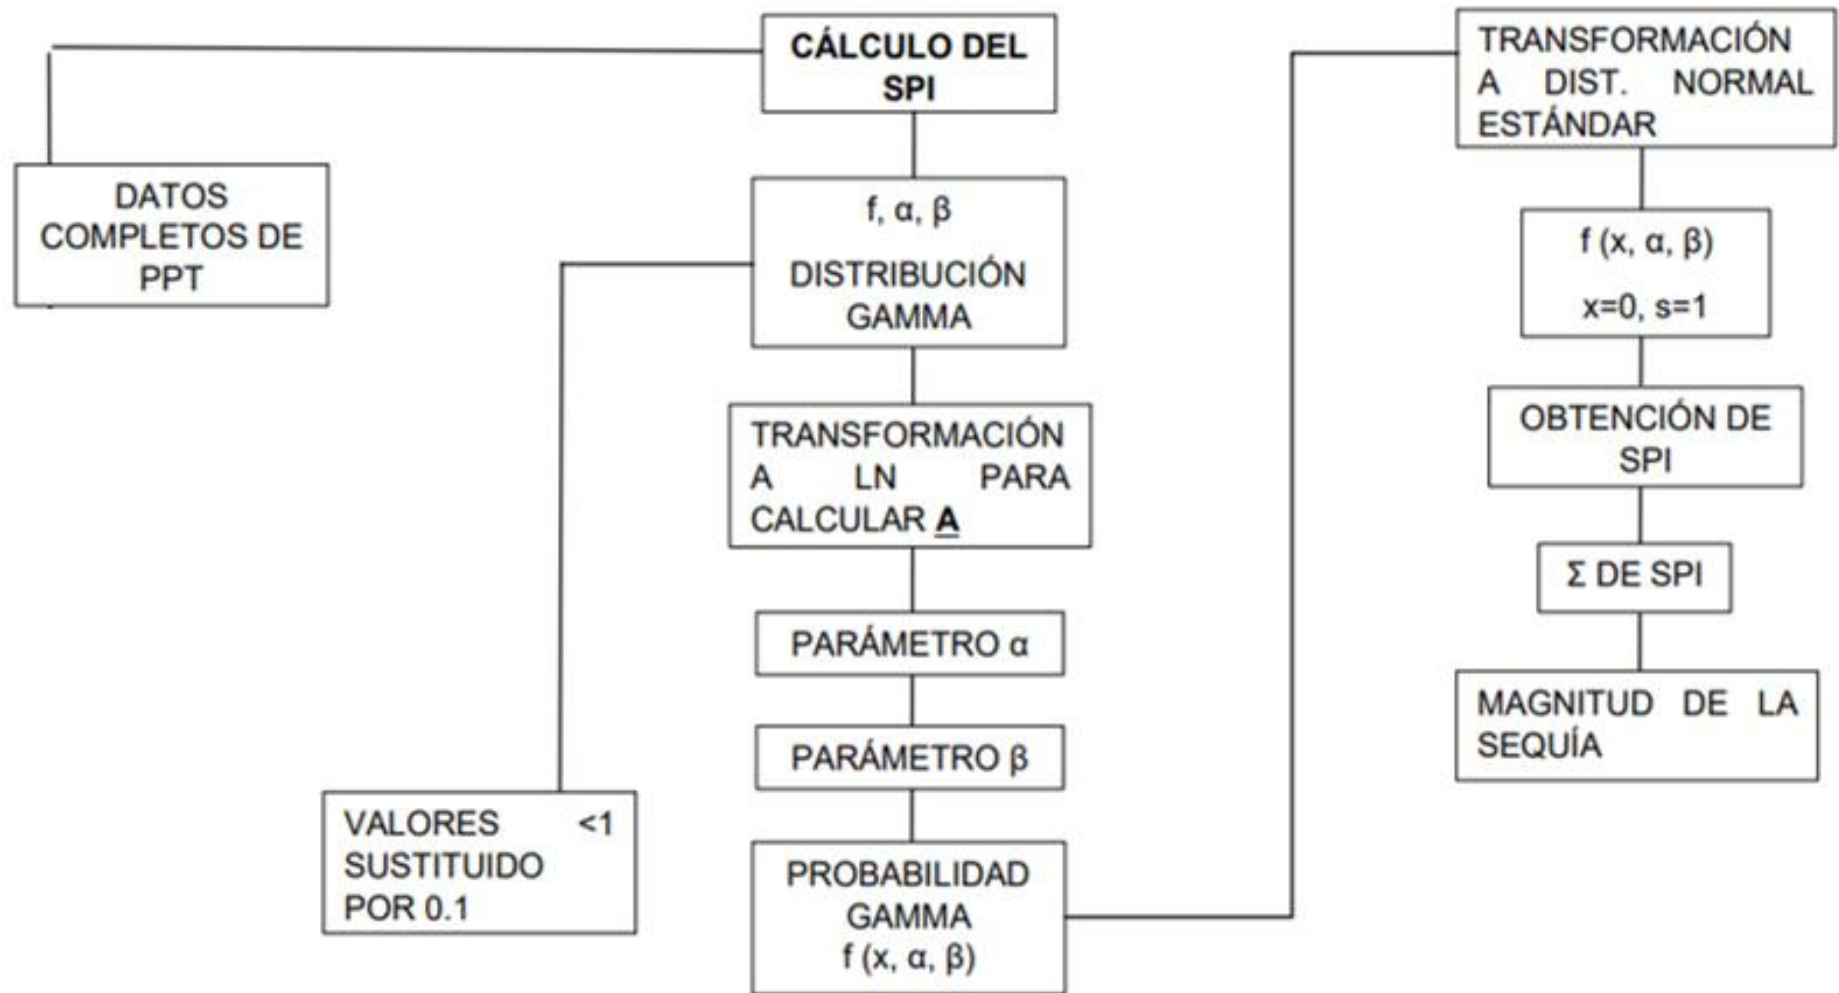 CÁLCULO DEL
SPI
DATOS
COMPLETOS DE
PPT
f, α, β
DISTRIBUCIÓN
GAMMA
VALORES <1
SUSTITUIDO
POR 0.1
TRANSFORMACIÓN
A LN PARA
CALCULAR A
PARÁMETRO α
PARÁMETRO β
PROBABILIDAD
GAMMA
f (x, α, β)
TRANSFORMACIÓN
A DIST. NORMAL
ESTÁNDAR
f (x, α, β)
x=0, s=1
OBTENCIÓN DE
SPI
Σ DE SPI
MAGNITUD DE LA
SEQUÍA